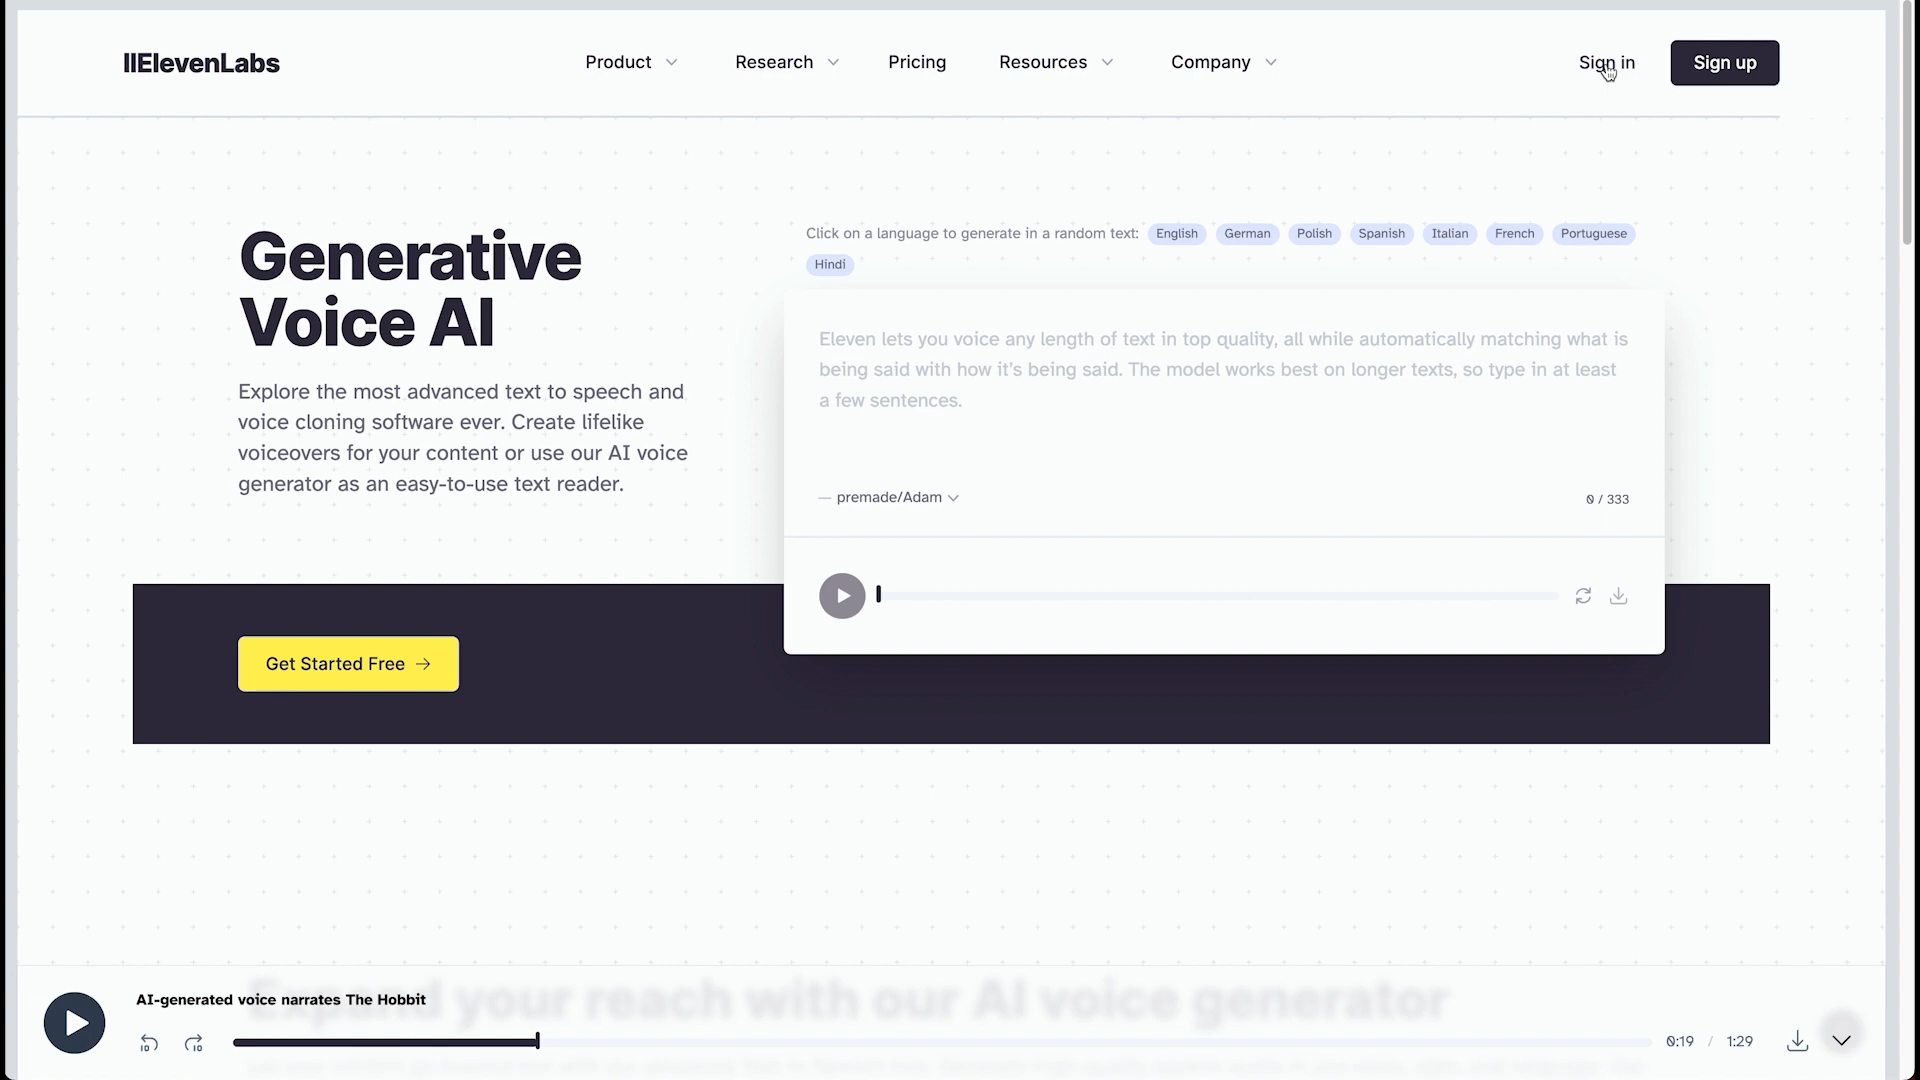 IIElevenLabs
Product
Research
Pricing
Resources
Company
Sign in
Sign up
Generative
Voice AI
Explore the most advanced text to speech and
voice cloning software ever. Create lifelike
voiceovers for your content or use our AI voice
generator as an easy-to-use text reader.
Get Started Free →
Click on a language to generate in a random text: English German Polish Spanish Italian French Portuguese
Hindi
Eleven lets you voice any length of text in top quality, all while automatically matching what is
being said with how it's being said. The model works best on longer texts, so type in at least
a few sentences.
— premade/Adam
0 / 333
Expand your reach with our AI voice generator
AI-generated voice narrates The Hobbit
10
10
0:19 / 1:29